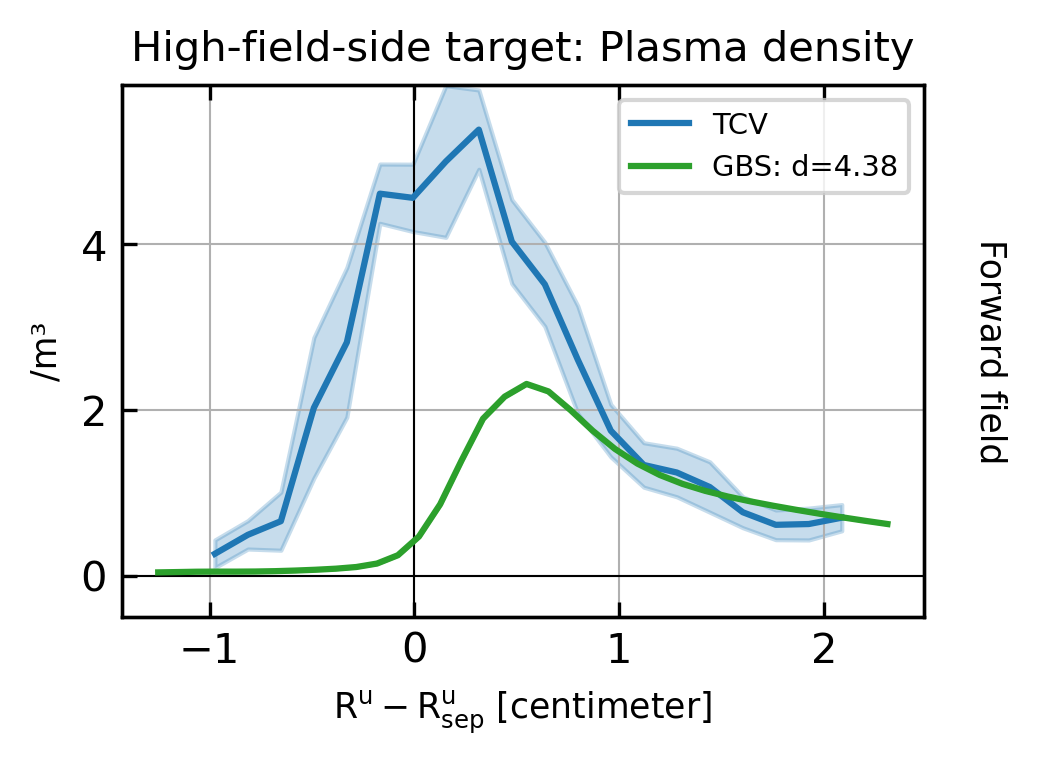 High-field-side target: Plasma density
TCV
GBS: d=4.38
4
2
0
/m³
Forward field
−1 0 1 2
Rᵘ − Rᵘsep [centimeter]